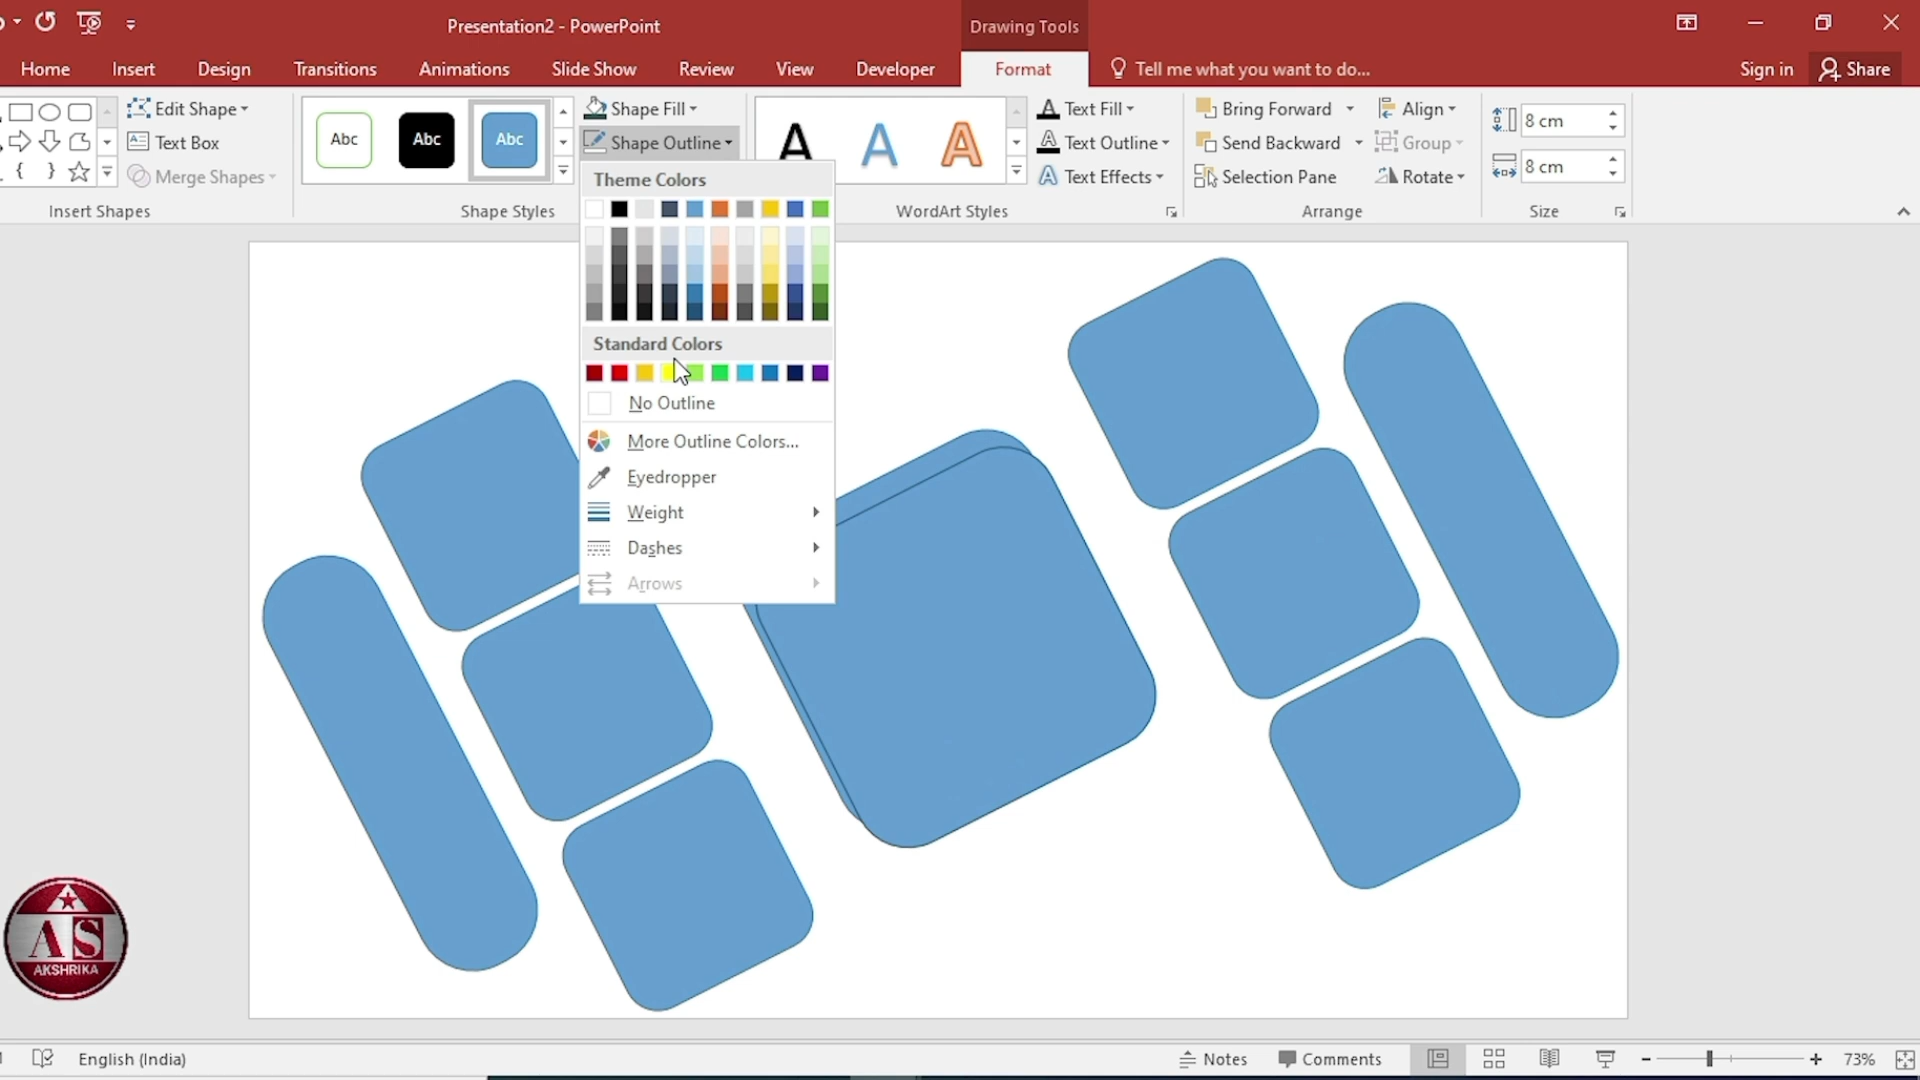 Presentation2 - PowerPoint
Drawing Tools
Home Insert Design Transitions Animations Slide Show Review View Developer Format Tell me what you want to do... Sign in Share
Edit Shape
Text Box
Merge Shapes
Insert Shapes
Abc Abc Abc
Shape Fill
Shape Outline
Shape Styles
A A A
Text Fill
Text Outline
Text Effects
WordArt Styles
Bring Forward
Send Backward
Selection Pane
Align
Group
Rotate
Arrange
8 cm
8 cm
Size
Theme Colors
Standard Colors
No Outline
More Outline Colors...
Eyedropper
Weight
Dashes
Arrows
AS
AKSHRIKA
English (India)
Notes
Comments
73%